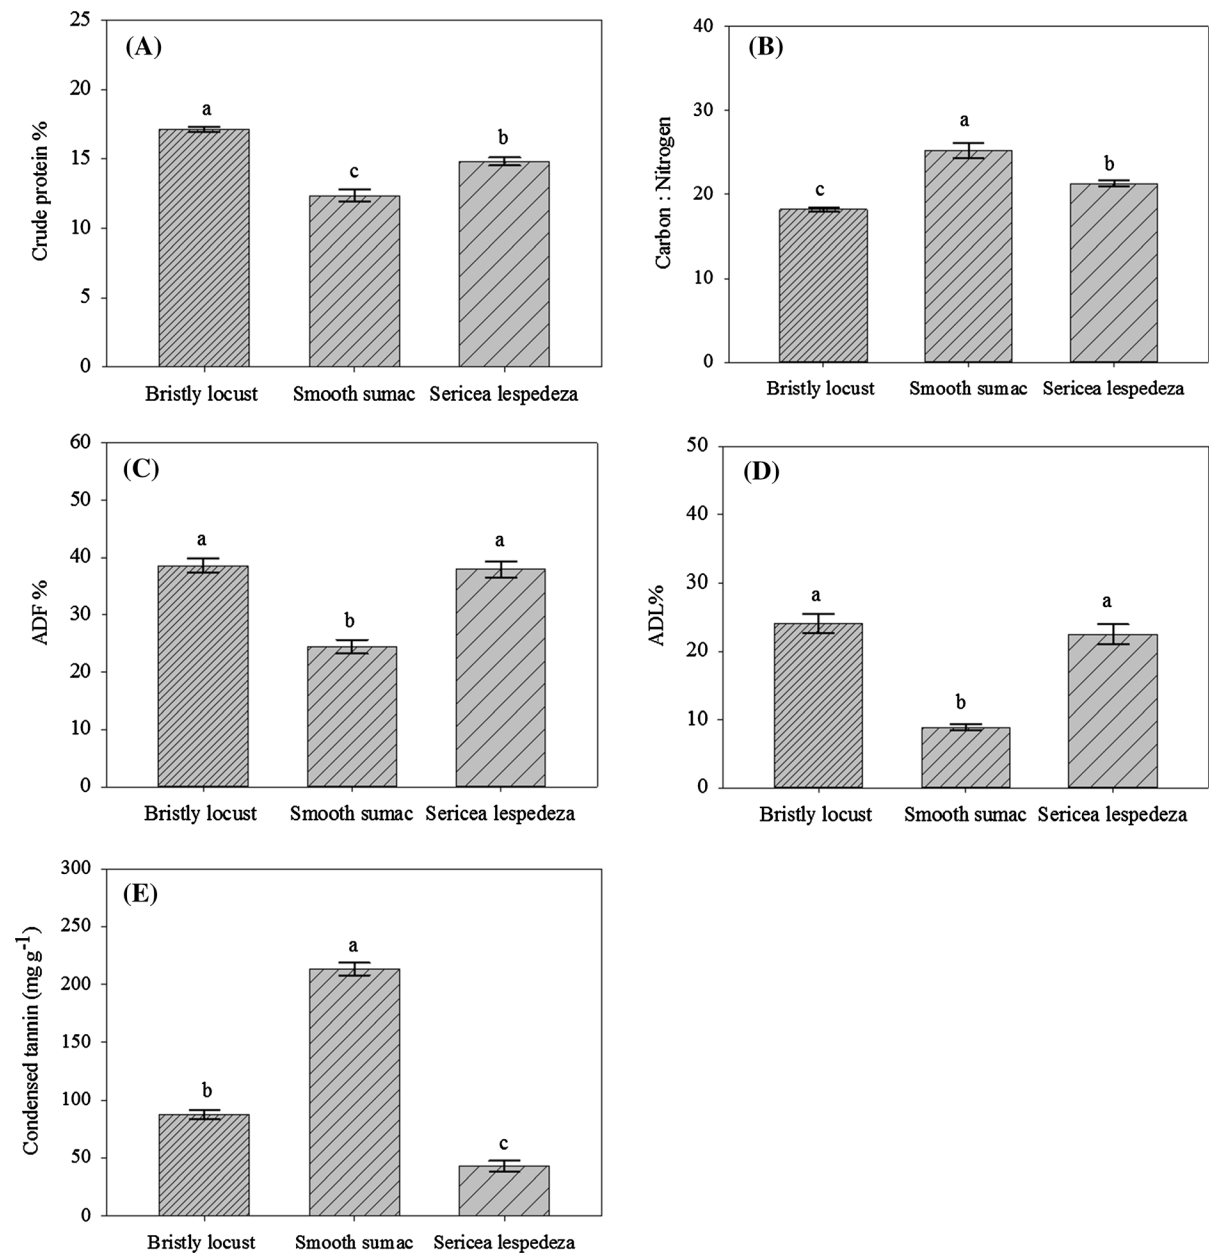 (A)
25
20
15
10
5
0
Crude protein %
a
c
b
Bristly locust Smooth sumac Sericea lespedeza
(B)
40
30
20
10
0
Carbon : Nitrogen
c
a
b
Bristly locust Smooth sumac Sericea lespedeza
(C)
60
50
40
30
20
10
0
ADF %
a
b
a
Bristly locust Smooth sumac Sericea lespedeza
(D)
50
40
30
20
10
0
ADL%
a
b
a
Bristly locust Smooth sumac Sericea lespedeza
(E)
300
250
200
150
100
50
0
Condensed tannin (mg g⁻¹)
b
a
c
Bristly locust Smooth sumac Sericea lespedeza